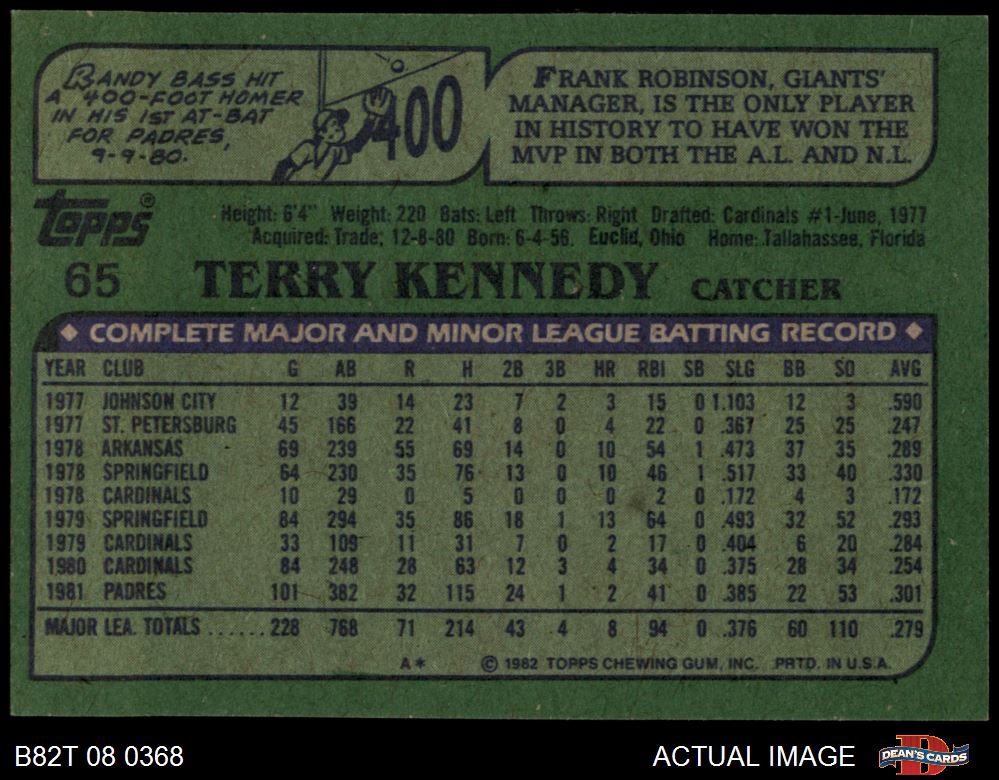 RANDY BASS HIT
A 400-FOOT HOMER
IN HIS 1ST AT-BAT
FOR PADRES,
9-9-80.
400
FRANK ROBINSON, GIANTS'
MANAGER, IS THE ONLY PLAYER
IN HISTORY TO HAVE WON THE
MVP IN BOTH THE A.L. AND N.L.
Topps®
Height: 6'4" Weight: 220 Bats: Left Throws: Right Drafted: Cardinals #1-June, 1977
Acquired: Trade, 12-8-80 Born: 6-4-56, Euclid, Ohio Home: Tallahassee, Florida
65 TERRY KENNEDY CATCHER
◆ COMPLETE MAJOR AND MINOR LEAGUE BATTING RECORD ◆
YEAR CLUB G AB R H 2B 3B HR RBI SB SLG BB SO AVG
1977 JOHNSON CITY 12 39 14 23 7 2 3 15 0 1.103 12 3 .590
1977 ST. PETERSBURG 45 166 22 41 8 0 4 22 0 .367 25 25 .247
1978 ARKANSAS 69 239 55 69 14 0 10 54 1 .473 37 35 .289
1978 SPRINGFIELD 64 230 35 76 13 0 10 46 1 .517 33 40 .330
1978 CARDINALS 10 29 0 5 0 0 0 2 0 .172 4 3 .172
1979 SPRINGFIELD 84 294 35 86 18 1 13 64 0 .493 32 52 .293
1979 CARDINALS 33 109 11 31 7 0 2 17 0 .404 6 20 .284
1980 CARDINALS 84 248 28 63 12 3 4 34 0 .375 28 34 .254
1981 PADRES 101 382 32 115 24 1 2 41 0 .385 22 53 .301
MAJOR LEA. TOTALS ...... 228 768 71 214 43 4 8 94 0 .376 60 110 .279
A* © 1982 TOPPS CHEWING GUM, INC. PRTD. IN U.S.A.
B82T 08 0368 ACTUAL IMAGE DEAN'S CARDS